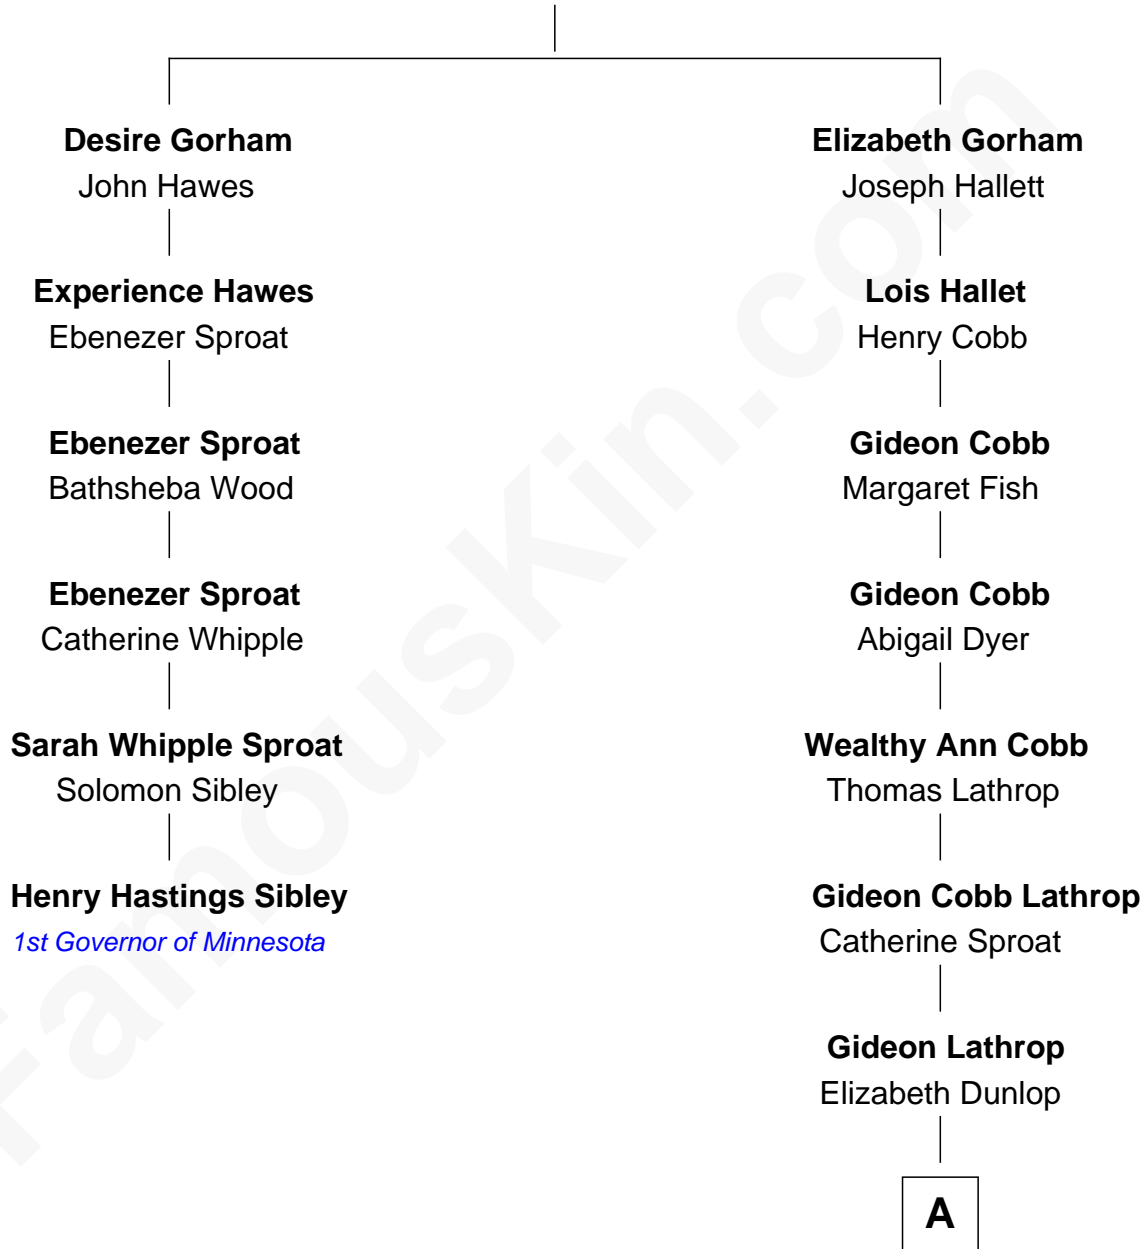 Desire Gorham
John Hawes
Experience Hawes
Ebenezer Sproat
Ebenezer Sproat
Bathsheba Wood
Ebenezer Sproat
Catherine Whipple
Sarah Whipple Sproat
Solomon Sibley
Henry Hastings Sibley
1st Governor of Minnesota
Elizabeth Gorham
Joseph Hallett
Lois Hallet
Henry Cobb
Gideon Cobb
Margaret Fish
Gideon Cobb
Abigail Dyer
Wealthy Ann Cobb
Thomas Lathrop
Gideon Cobb Lathrop
Catherine Sproat
Gideon Lathrop
Elizabeth Dunlop
A
FamousKin.com